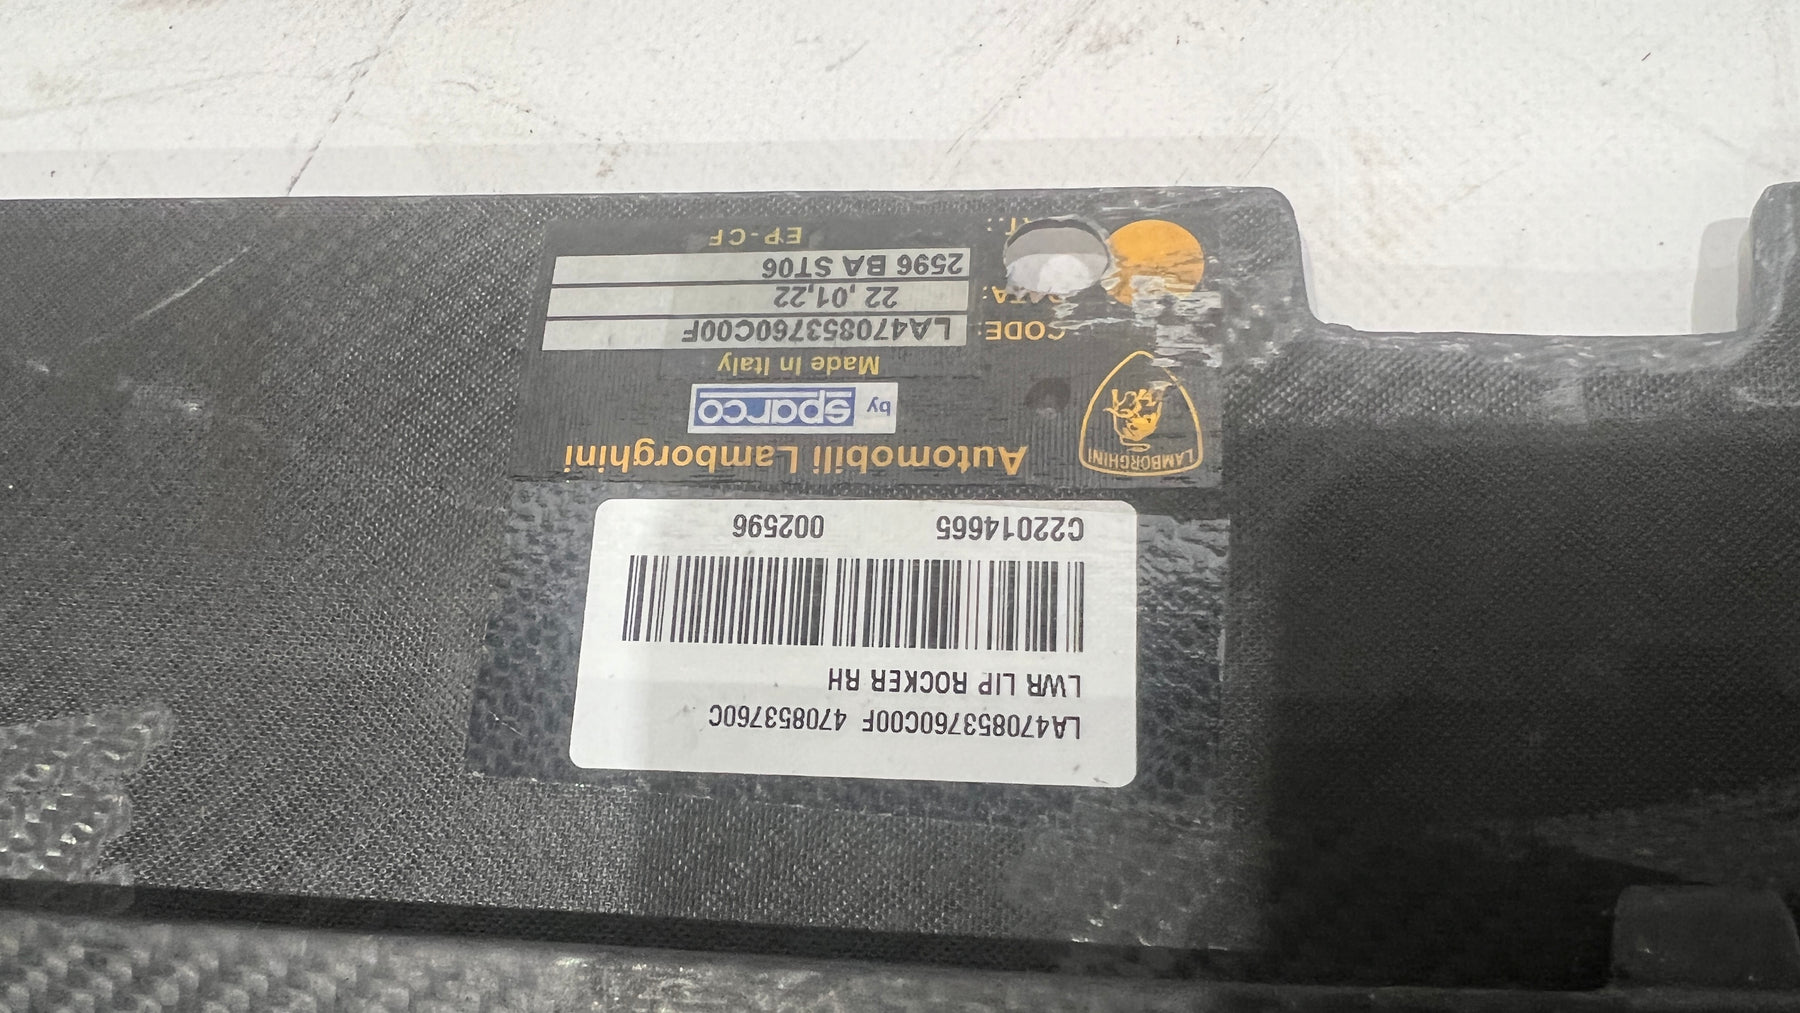 LA470853760C00F 470853760C
LWR LIP ROCKER RH
C22014665 002596
LAMBORGHINI
Automobili Lamborghini
by sparco
Made In Italy
CODE: LA470853760C00F
22 ,01,22
2596 BA ST06
EP-CF